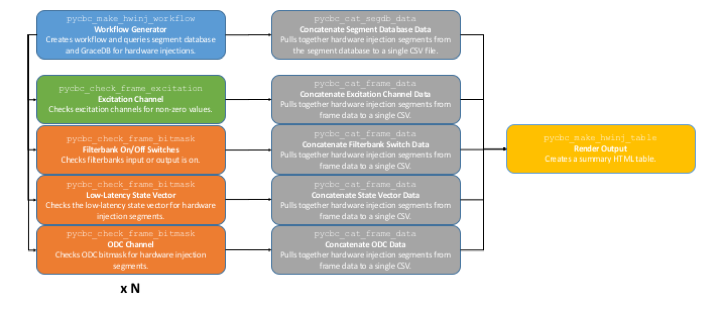 pycbc_make_hwinj_workflow
Workflow Generator
Creates workflow and queries segment database
and GraceDB for hardware injections.
pycbc_cat_segdb_data
Concatenate Segment Database Data
Pulls together hardware injection segments from
the segment database to a single CSV file.
pycbc_check_frame_excitation
Excitation Channel
Checks excitation channels for non-zero values.
pycbc_cat_frame_data
Concatenate Excitation Channel Data
Pulls together hardware injection segments from
frame data to a single CSV.
pycbc_check_frame_bitmask
Filterbank On/Off Switches
Checks filterbanks input or output is on.
pycbc_cat_frame_data
Concatenate Filterbank Switch Data
Pulls together hardware injection segments from
frame data to a single CSV.
pycbc_make_hwinj_table
Render Output
Creates a summary HTML table.
pycbc_check_frame_bitmask
Low-Latency State Vector
Checks the low-latency state vector for hardware
injection segments.
pycbc_cat_frame_data
Concatenate State Vector Data
Pulls together hardware injection segments from
frame data to a single CSV.
pycbc_check_frame_bitmask
ODC Channel
Checks ODC bitmask for hardware injection
segments.
pycbc_cat_frame_data
Concatenate ODC Data
Pulls together hardware injection segments from
frame data to a single CSV.
x N